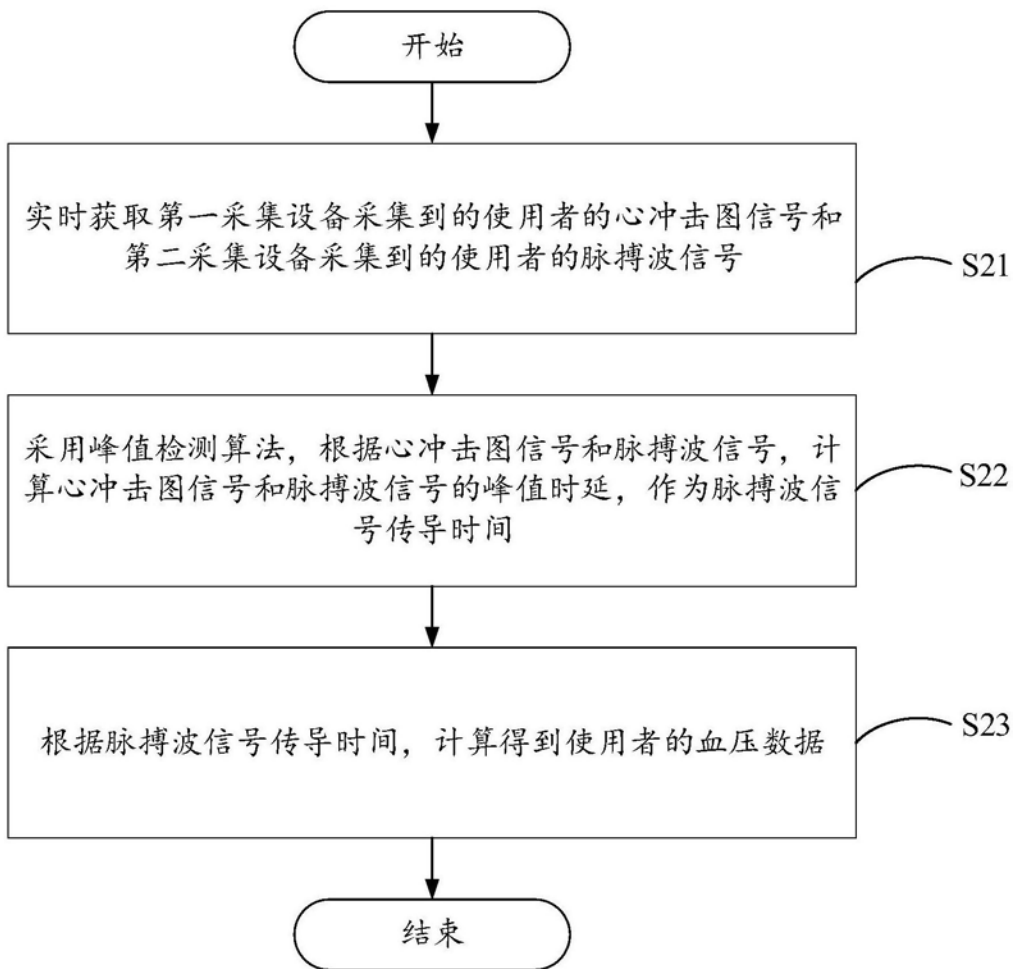 开始
实时获取第一采集设备采集到的使用者的心冲击图信号和
第二采集设备采集到的使用者的脉搏波信号
S21
采用峰值检测算法，根据心冲击图信号和脉搏波信号，计
算心冲击图信号和脉搏波信号的峰值时延，作为脉搏波信
号传导时间
S22
根据脉搏波信号传导时间，计算得到使用者的血压数据
S23
结束